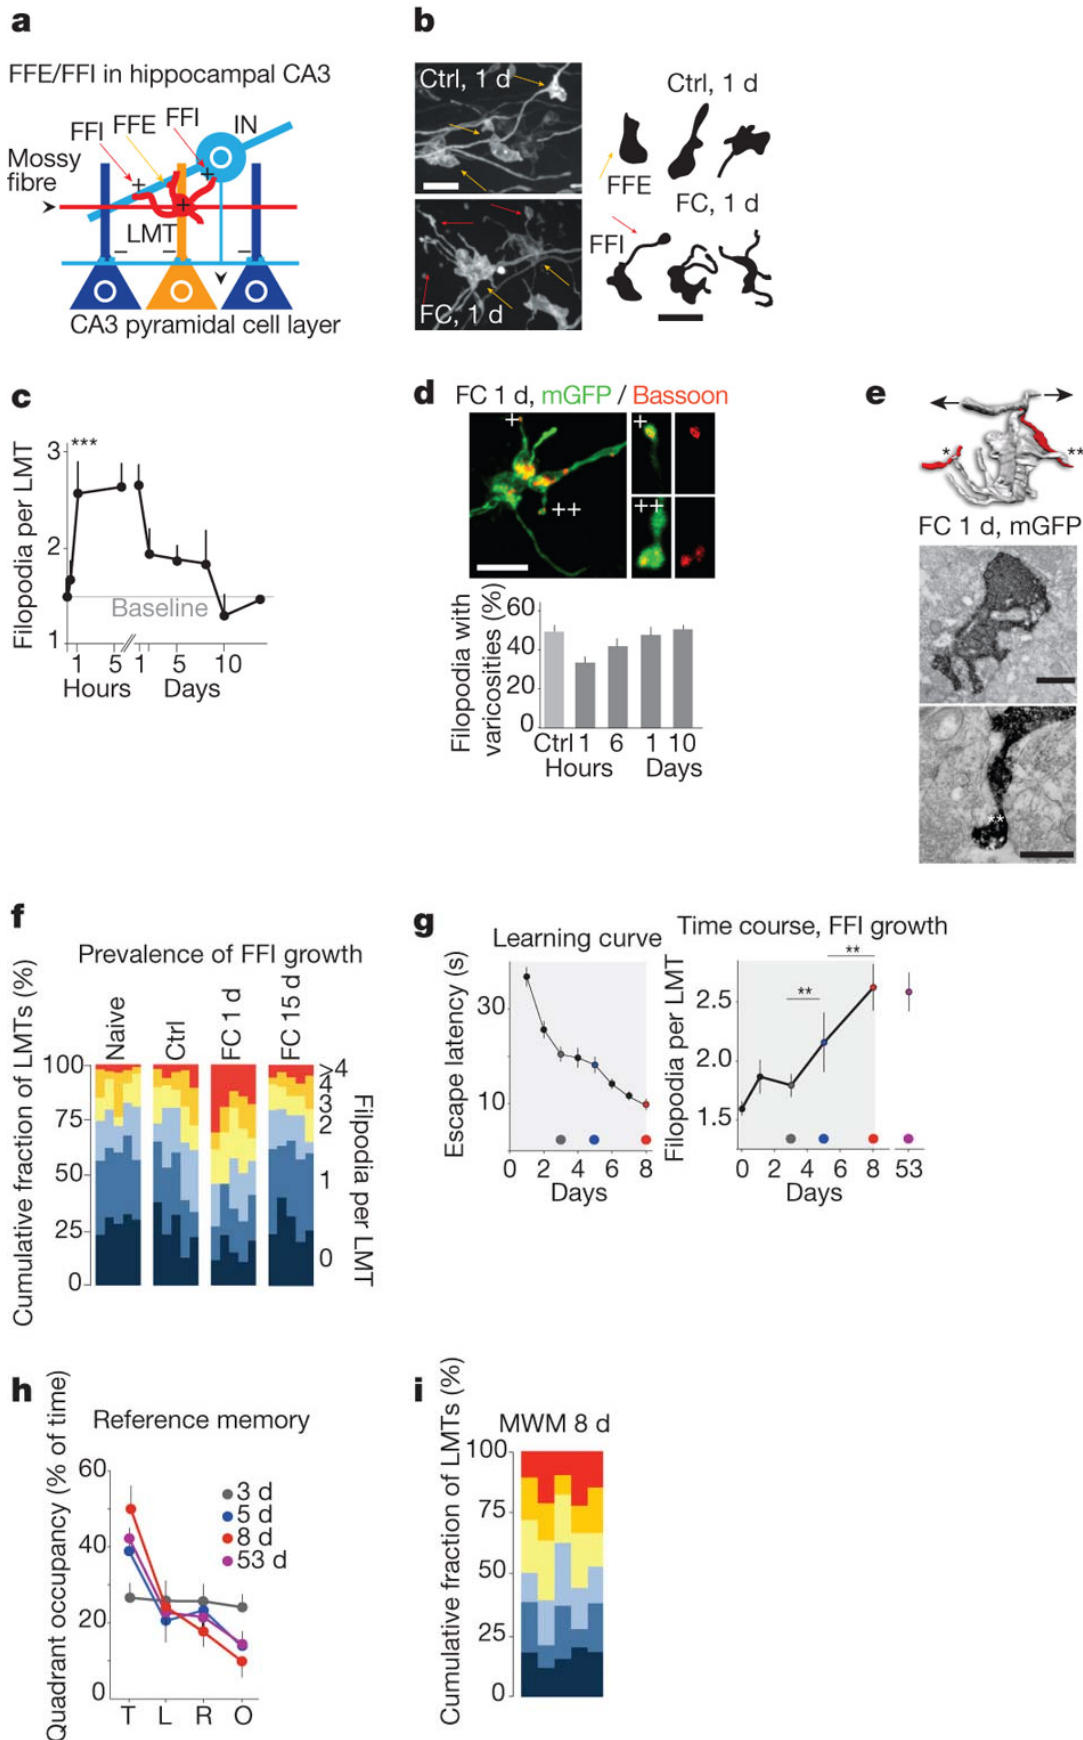 a
FFE/FFI in hippocampal CA3
FFI
FFE
FFI
IN
Mossy
fibre
+
+
+
LMT
–
–
–
CA3 pyramidal cell layer
b
Ctrl, 1 d
FC, 1 d
Ctrl, 1 d
FFE
FC, 1 d
FFI
c
Filopodia per LMT
3
2
1
***
Baseline
1 5 1 5 10
Hours Days
d
FC 1 d, mGFP / Bassoon
+
++
+
++
Filopodia with
varicosities (%)
60
40
20
0
Ctrl 1 6 1 10
Hours Days
e
*
**
FC 1 d, mGFP
**
f
Prevalence of FFI growth
Cumulative fraction of LMTs (%)
Naive
Ctrl
FC 1 d
FC 15 d
100
75
50
25
0
>4
4
3
2
1
0
Filpodia per LMT
g
Learning curve
Escape latency (s)
30
10
0 2 4 6 8
Days
Time course, FFI growth
Filopodia per LMT
**
**
2.5
2.0
1.5
0 2 4 6 8 53
Days
h
Reference memory
Quadrant occupancy (% of time)
60
40
20
0
3 d
5 d
8 d
53 d
T L R O
i
MWM 8 d
Cumulative fraction of LMTs (%)
100
75
50
25
0